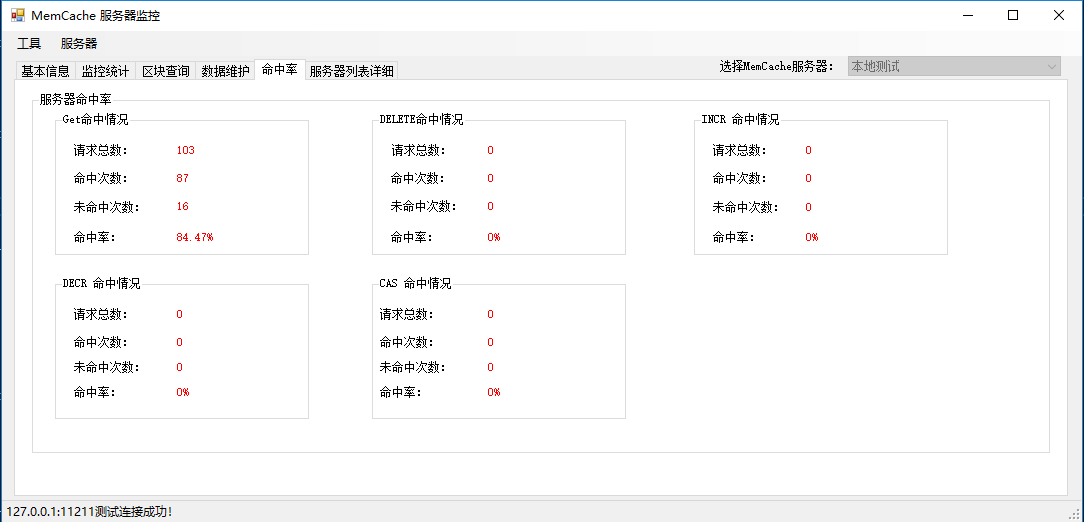 MemCache 服务器监控
工具 服务器
基本信息 监控统计 区块查询 数据维护 命中率 服务器列表详细
选择MemCache服务器： 本地测试
服务器命中率
Get命中情况
请求总数： 103
命中次数： 87
未命中次数： 16
命中率： 84.47%
DELETE命中情况
请求总数： 0
命中次数： 0
未命中次数： 0
命中率： 0%
INCR 命中情况
请求总数： 0
命中次数： 0
未命中次数： 0
命中率： 0%
DECR 命中情况
请求总数： 0
命中次数： 0
未命中次数： 0
命中率： 0%
CAS 命中情况
请求总数： 0
命中次数： 0
未命中次数： 0
命中率： 0%
127.0.0.1:11211测试连接成功!